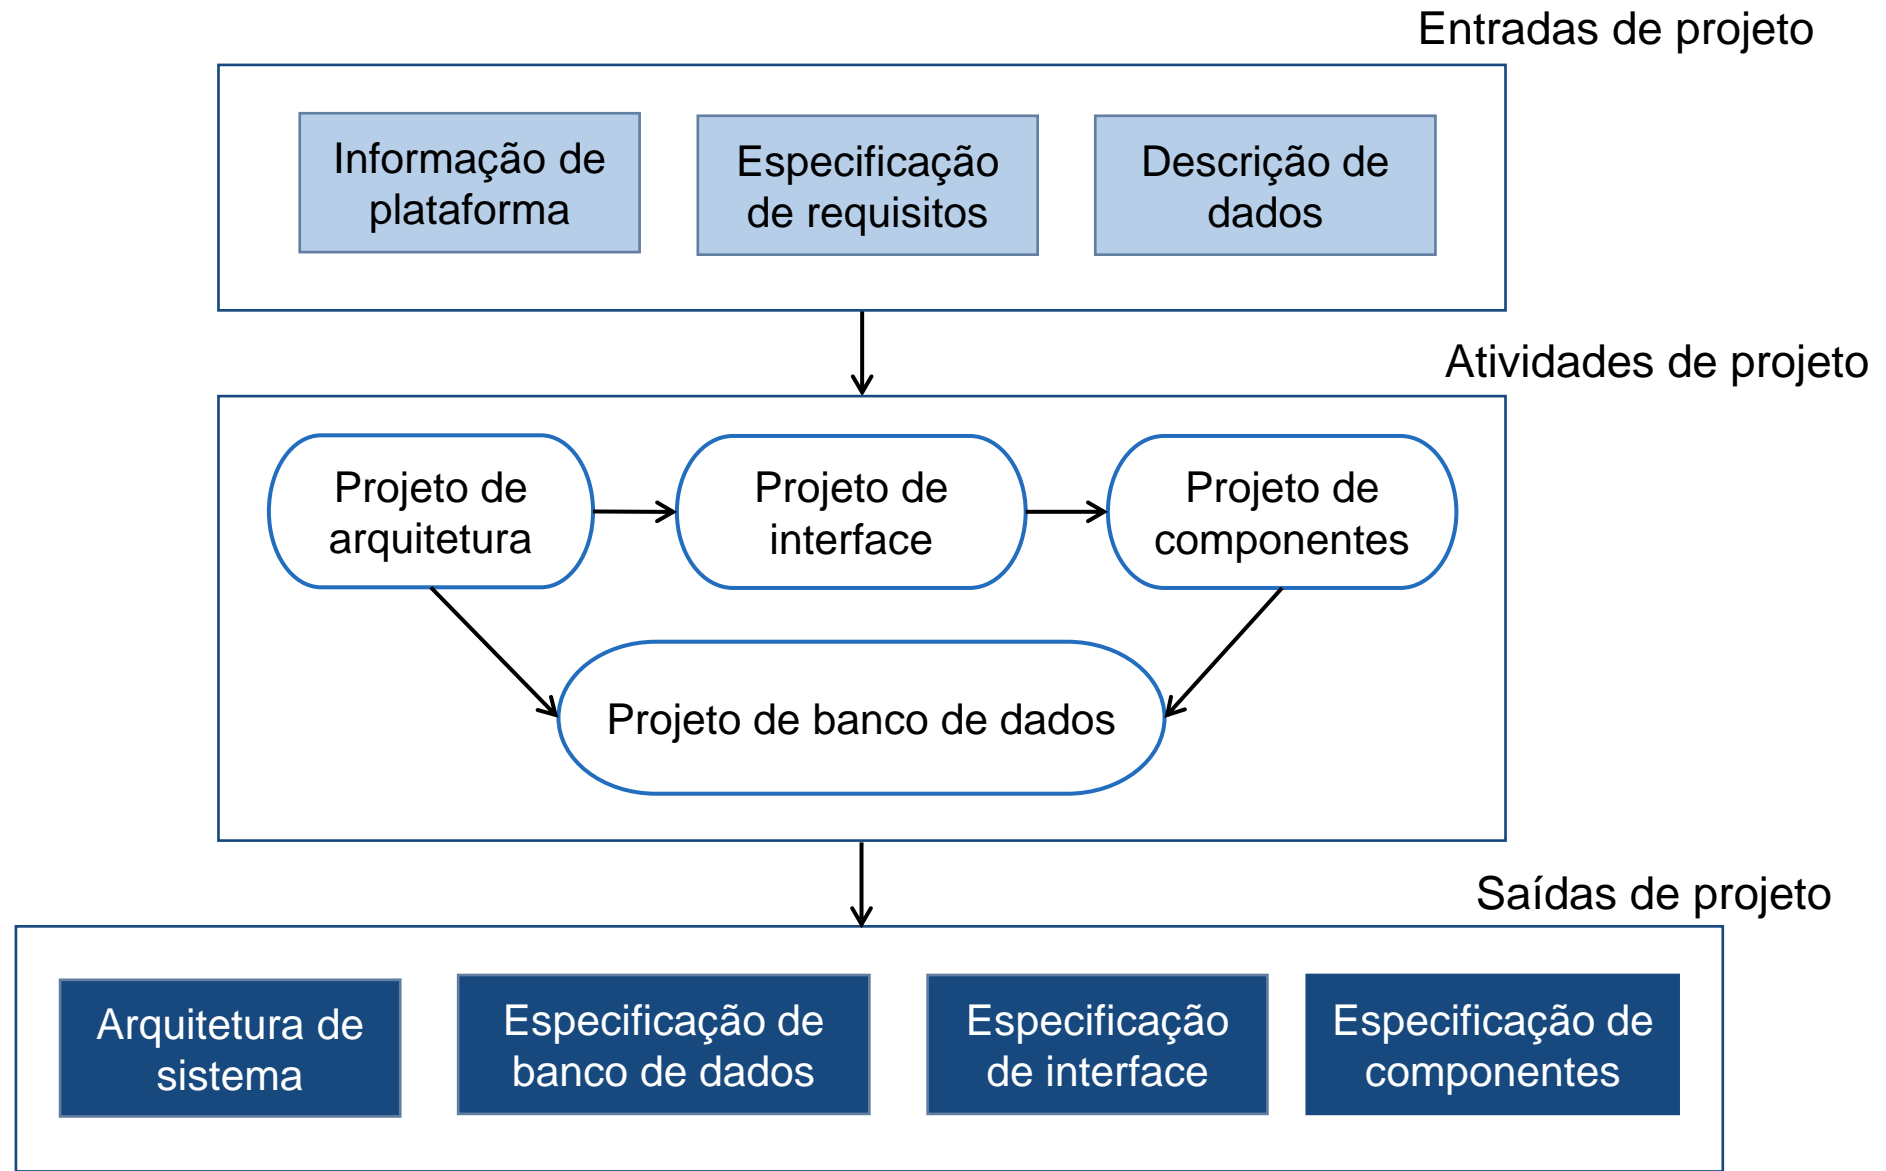 Entradas de projeto
Informação de
plataforma
Especificação
de requisitos
Descrição de
dados
Atividades de projeto
Projeto de
arquitetura
Projeto de
interface
Projeto de
componentes
Projeto de banco de dados
Saídas de projeto
Arquitetura de
sistema
Especificação de
banco de dados
Especificação
de interface
Especificação de
componentes